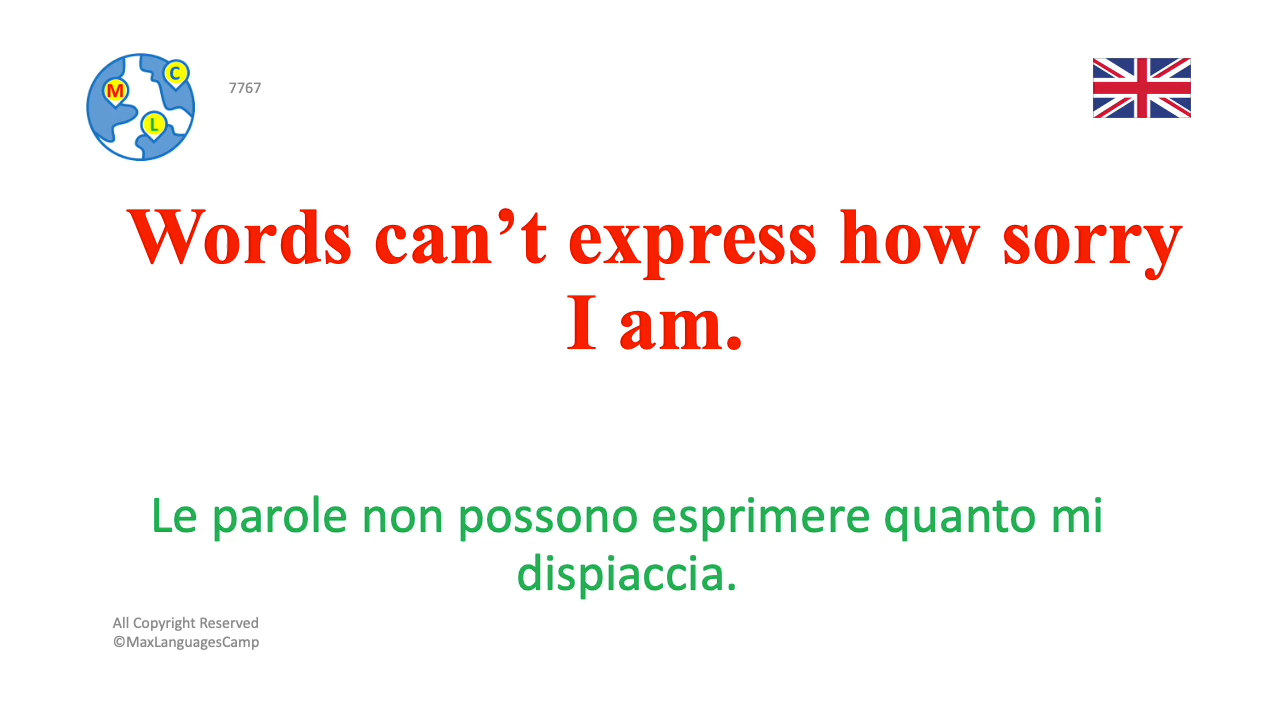 M
C
L
7767
Words can’t express how sorry
I am.
Le parole non possono esprimere quanto mi
dispiaccia.
All Copyright Reserved
©MaxLanguagesCamp